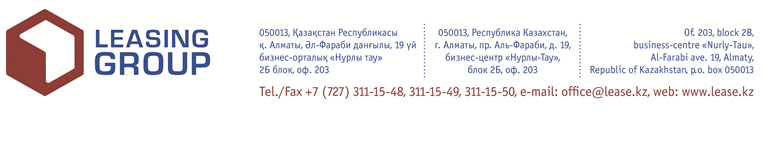 LEASING
GROUP
050013, Қазақстан Республикасы
қ. Алматы, Әл-Фараби даңғылы, 19 үй
бизнес-орталық «Нурлы тау»
2Б блок, оф. 203
050013, Республика Казахстан,
г. Алматы, пр. Аль-Фараби, д. 19,
бизнес-центр «Нурлы-Тау»,
блок 2Б, оф. 203
Of. 203, block 2B,
business-centre «Nurly-Tau»,
Al-Farabi ave. 19, Almaty,
Republic of Kazakhstan, p.o. box 050013
Tel./Fax +7 (727) 311-15-48, 311-15-49, 311-15-50, e-mail: office@lease.kz, web: www.lease.kz